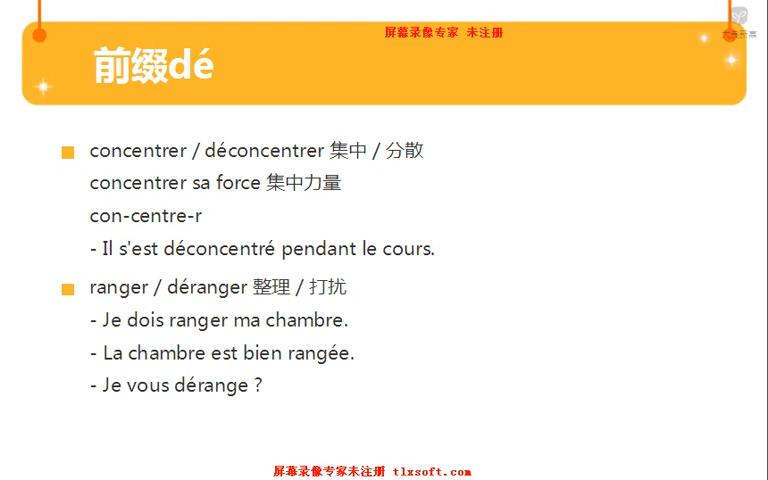 屏幕录像专家 未注册
前缀dé
concentrer / déconcentrer 集中 / 分散
concentrer sa force 集中力量
con-centre-r
- Il s'est déconcentré pendant le cours.
ranger / déranger 整理 / 打扰
- Je dois ranger ma chambre.
- La chambre est bien rangée.
- Je vous dérange ?
屏幕录像专家未注册 tlxsoft.com